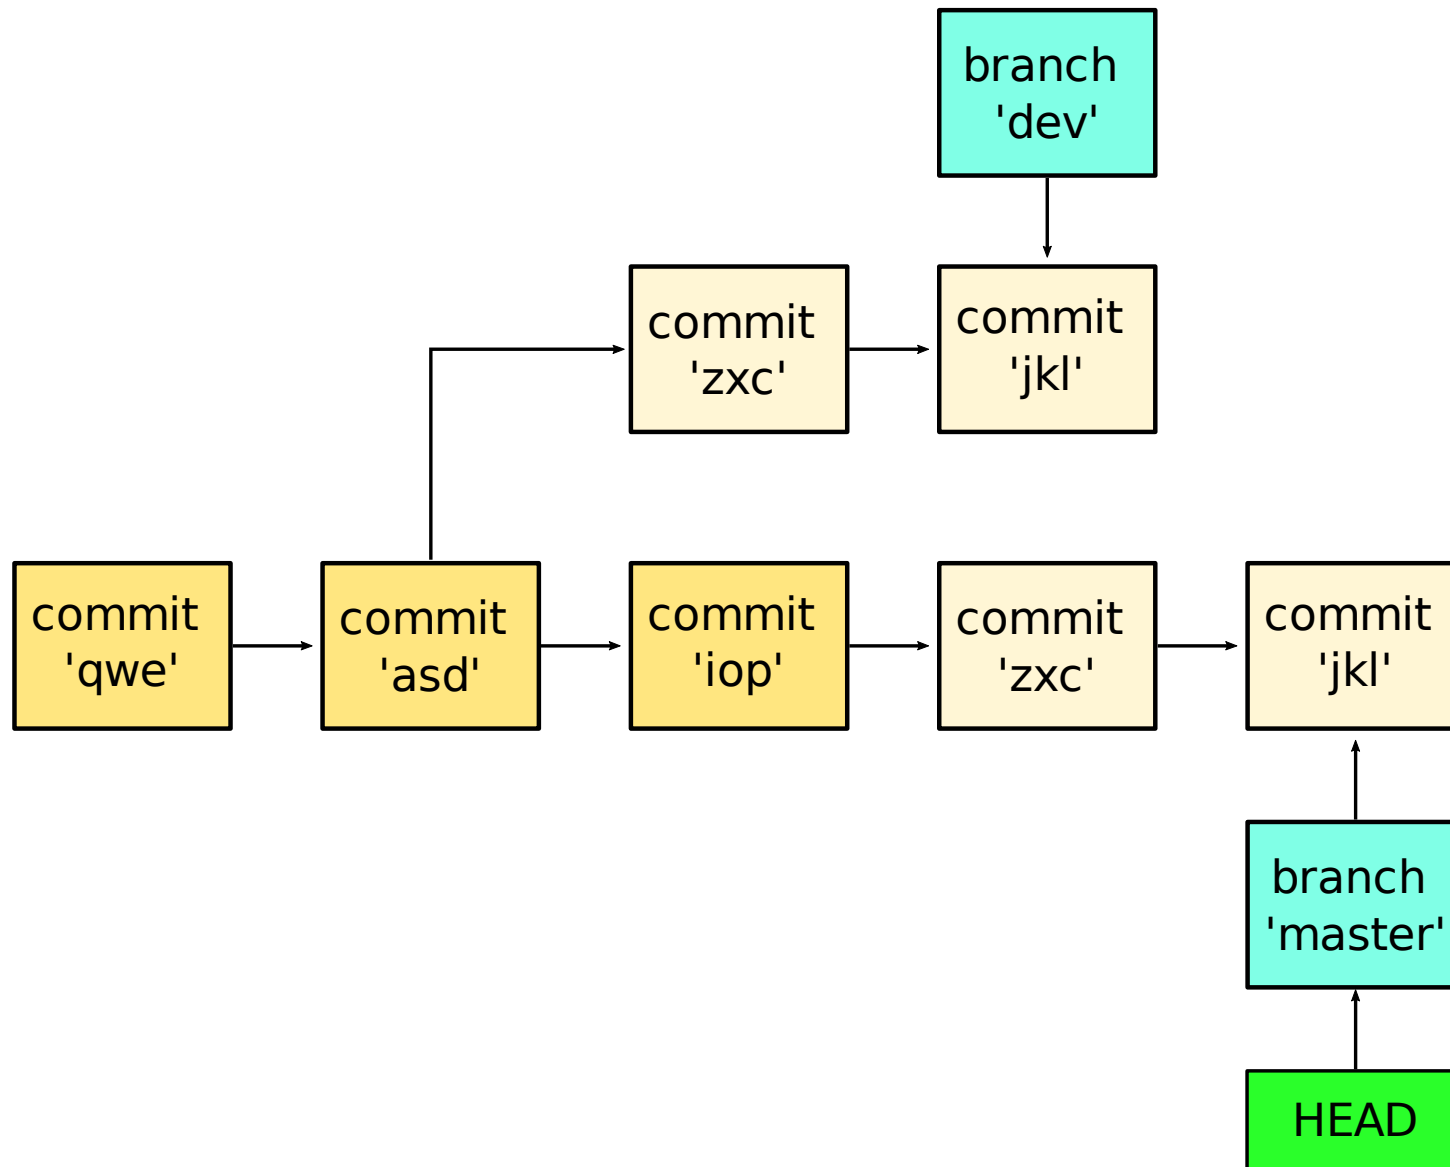 branch
'dev'
commit
'zxc'
commit
'jkl'
commit
'qwe'
commit
'asd'
commit
'iop'
commit
'zxc'
commit
'jkl'
branch
'master'
HEAD